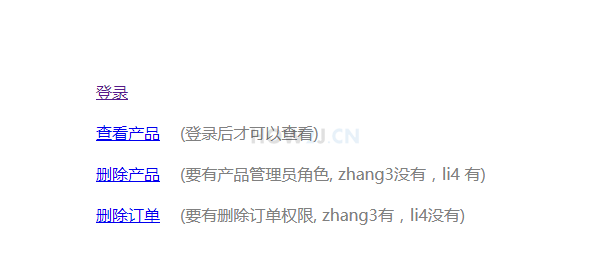 登录
查看产品 (登录后才可以查看)
HOW2J.CN
删除产品 (要有产品管理员角色, zhang3没有，li4 有)
删除订单 (要有删除订单权限, zhang3有，li4没有)